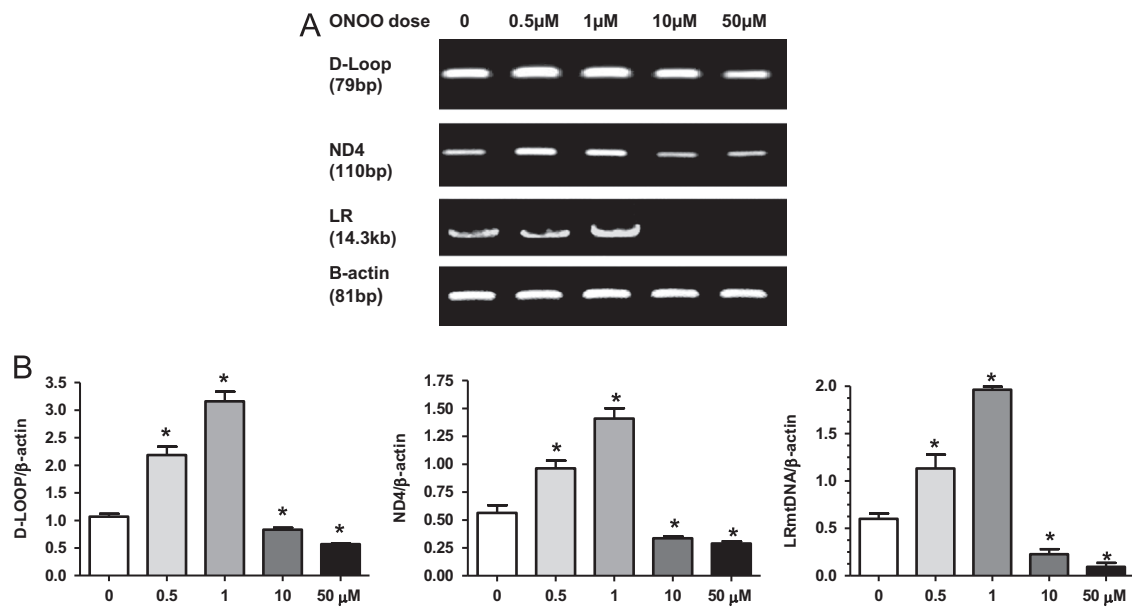 A
ONOO dose 0 0.5μM 1μM 10μM 50μM
D-Loop
(79bp)
ND4
(110bp)
LR
(14.3kb)
B-actin
(81bp)
B
D-LOOP/β-actin
3.5
3.0
2.5
2.0
1.5
1.0
0.5
0.0
* * * *
0 0.5 1 10 50 μM
ND4/β-actin
1.75
1.50
1.25
1.00
0.75
0.50
0.25
0.00
* * * *
0 0.5 1 10 50 μM
LRmtDNA/β-actin
2.0
1.5
1.0
0.5
0.0
* * * *
0 0.5 1 10 50 μM